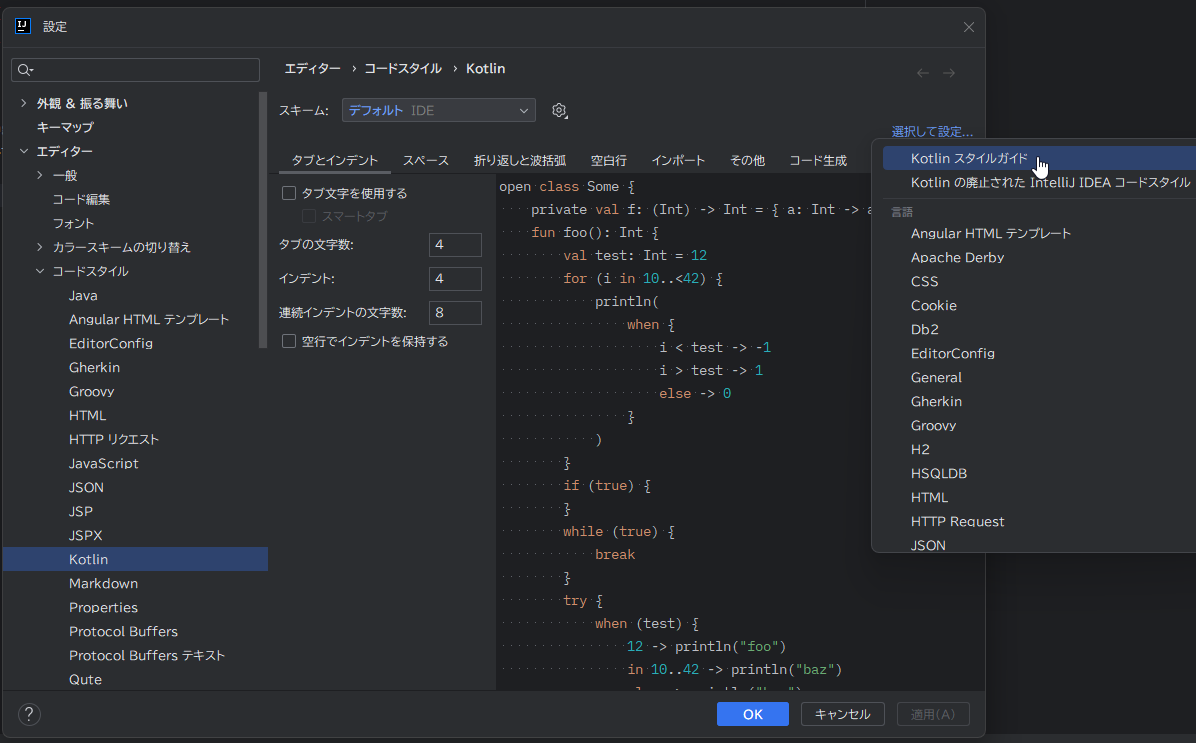 設定
エディター › コードスタイル › Kotlin
スキーム: デフォルト IDE
選択して設定...
外観 & 振る舞い
キーマップ
エディター
一般
コード編集
フォント
カラースキームの切り替え
コードスタイル
Java
Angular HTML テンプレート
EditorConfig
Gherkin
Groovy
HTML
HTTP リクエスト
JavaScript
JSON
JSP
JSPX
Kotlin
Markdown
Properties
Protocol Buffers
Protocol Buffers テキスト
Qute
タブとインデント スペース 折り返しと波括弧 空白行 インポート その他 コード生成
タブ文字を使用する
スマートタブ
タブの文字数: 4
インデント: 4
連続インデントの文字数: 8
空行でインデントを保持する
open class Some {
private val f: (Int) -> Int = { a: Int -> a
fun foo(): Int {
val test: Int = 12
for (i in 10..<42) {
println(
when {
i < test -> -1
i > test -> 1
else -> 0
}
)
}
if (true) {
}
while (true) {
break
}
try {
when (test) {
12 -> println("foo")
in 10..42 -> println("baz")
Kotlin スタイルガイド
Kotlin の廃止された IntelliJ IDEA コードスタイル
言語
Angular HTML テンプレート
Apache Derby
CSS
Cookie
Db2
EditorConfig
General
Gherkin
Groovy
H2
HSQLDB
HTML
HTTP Request
JSON
?
OK キャンセル 適用(A)